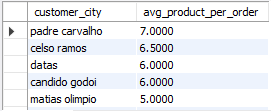 customer_city avg_product_per_order
padre carvalho 7.0000
celso ramos 6.5000
datas 6.0000
candido godoi 6.0000
matias olimpio 5.0000